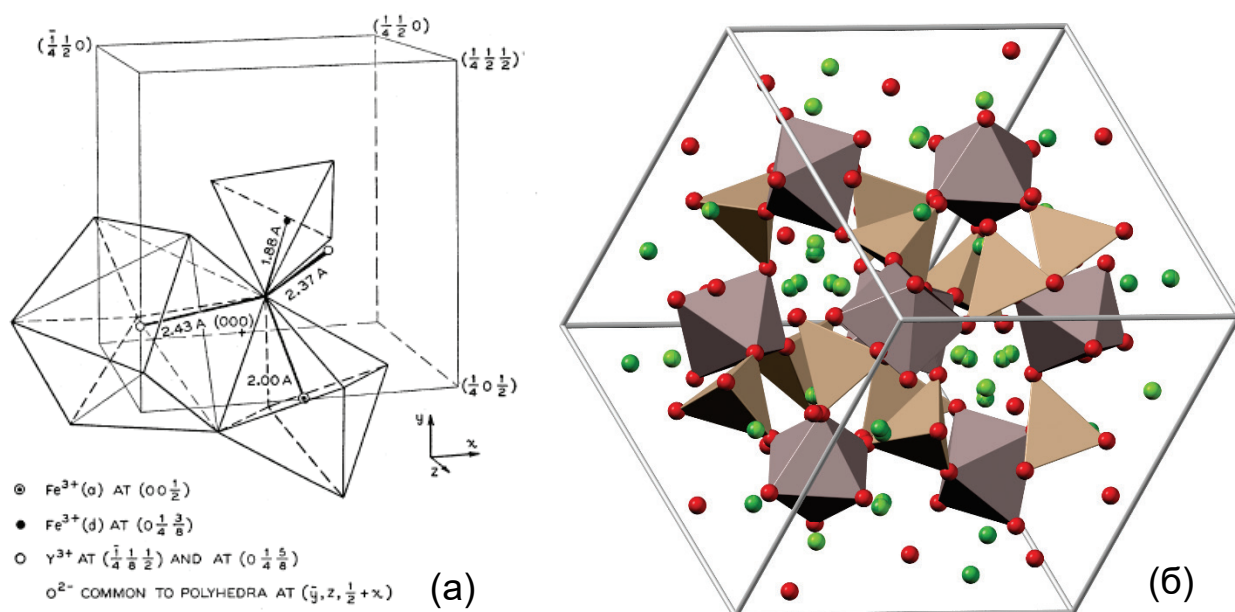 (1̄/4 1/2 0)
(1/4 1/2 0)
(1/4 1/2 1/2)
1.88 A
2.37 A
2.43 A (000)
2.00 A
(1/4 0 1/2)
y
x
z
⊙ Fe³⁺(a) AT (0 0 1/2)
● Fe³⁺(d) AT (0 1/4 3/8)
○ Y³⁺ AT (1̄/4 1/8 1/2) AND AT (0 1/4 5/8)
O²⁻ COMMON TO POLYHEDRA AT (ȳ, z, 1/2 + x)
(а)
(б)